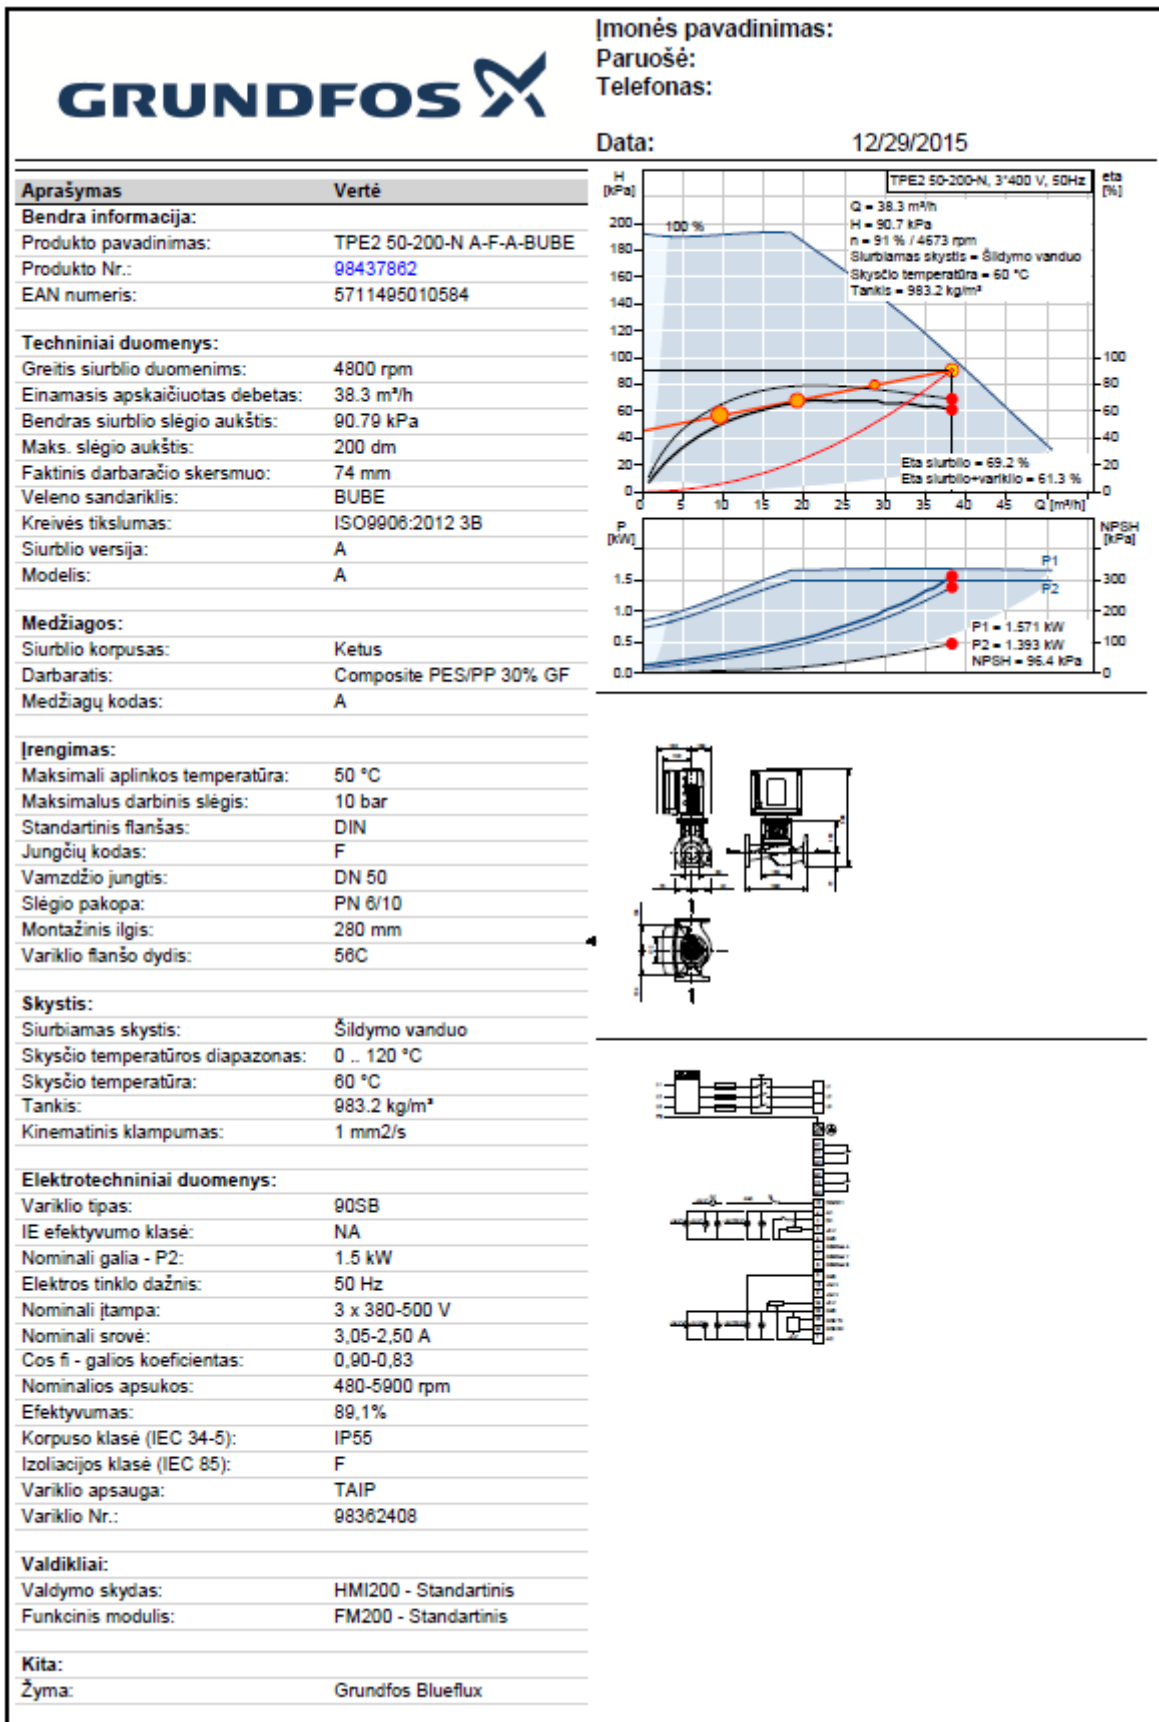 GRUNDFOS
Įmonės pavadinimas:
Paruošė:
Telefonas:
Data: 12/29/2015
Aprašymas Vertė
Bendra informacija:
Produkto pavadinimas: TPE2 50-200-N A-F-A-BUBE
Produkto Nr.: 98437862
EAN numeris: 5711495010584
Techniniai duomenys:
Greitis siurblio duomenims: 4800 rpm
Einamasis apskaičiuotas debetas: 38.3 m³/h
Bendras siurblio slėgio aukštis: 90.79 kPa
Maks. slėgio aukštis: 200 dm
Faktinis darbaračio skersmuo: 74 mm
Veleno sandariklis: BUBE
Kreivės tikslumas: ISO9906:2012 3B
Siurblio versija: A
Modelis: A
Medžiagos:
Siurblio korpusas: Ketus
Darbaratis: Composite PES/PP 30% GF
Medžiagų kodas: A
Įrengimas:
Maksimali aplinkos temperatūra: 50 °C
Maksimalus darbinis slėgis: 10 bar
Standartinis flanšas: DIN
Jungčių kodas: F
Vamzdžio jungtis: DN 50
Slėgio pakopa: PN 6/10
Montažinis ilgis: 280 mm
Variklio flanšo dydis: 56C
Skystis:
Siurbiamas skystis: Šildymo vanduo
Skysčio temperatūros diapazonas: 0 .. 120 °C
Skysčio temperatūra: 60 °C
Tankis: 983.2 kg/m³
Kinematinis klampumas: 1 mm2/s
Elektrotechniniai duomenys:
Variklio tipas: 90SB
IE efektyvumo klasė: NA
Nominali galia - P2: 1.5 kW
Elektros tinklo dažnis: 50 Hz
Nominali įtampa: 3 x 380-500 V
Nominali srovė: 3,05-2,50 A
Cos fi - galios koeficientas: 0,90-0,83
Nominalios apsukos: 480-5900 rpm
Efektyvumas: 89,1%
Korpuso klasė (IEC 34-5): IP55
Izoliacijos klasė (IEC 85): F
Variklio apsauga: TAIP
Variklio Nr.: 98362408
Valdikliai:
Valdymo skydas: HMI200 - Standartinis
Funkcinis modulis: FM200 - Standartinis
Kita:
Žyma: Grundfos Blueflux
H
[kPa]
TPE2 50-200-N, 3*400 V, 50Hz
eta
[%]
Q = 38.3 m³/h
H = 90.7 kPa
n = 91 % / 4673 rpm
Siurbiamas skystis = Šildymo vanduo
Skysčio temperatūra = 60 °C
Tankis = 983.2 kg/m³
100 %
200
180
160
140
120
100 100
80 80
60 60
40 40
20 20
0 0
Eta siurblio = 69.2 %
Eta siurblio+variklio = 61.3 %
0 5 10 15 20 25 30 35 40 45 Q [m³/h]
P
[kW]
NPSH
[kPa]
P1
P2
1.5 300
1.0 200
0.5 100
0.0 0
P1 = 1.571 kW
P2 = 1.393 kW
NPSH = 96.4 kPa